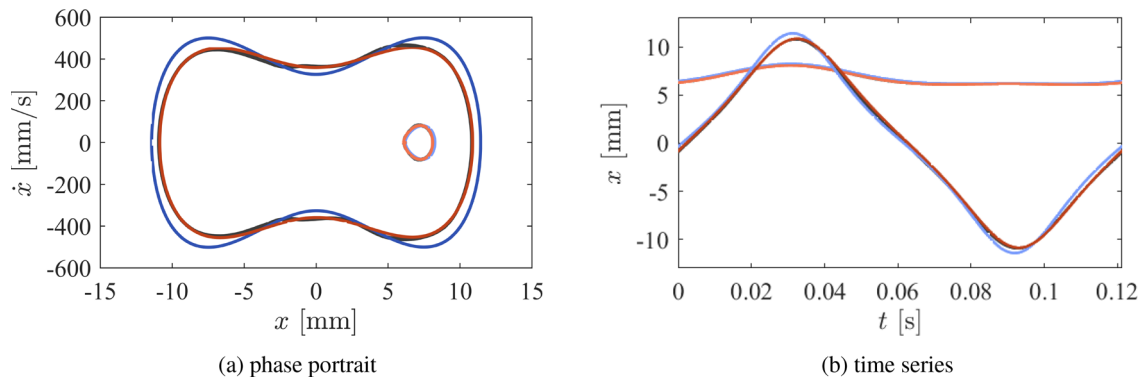 600
400
200
0
-200
-400
-600
ẋ [mm/s]
-15 -10 -5 0 5 10 15
x [mm]
(a) phase portrait
10
5
0
-5
-10
x [mm]
0 0.02 0.04 0.06 0.08 0.1 0.12
t [s]
(b) time series